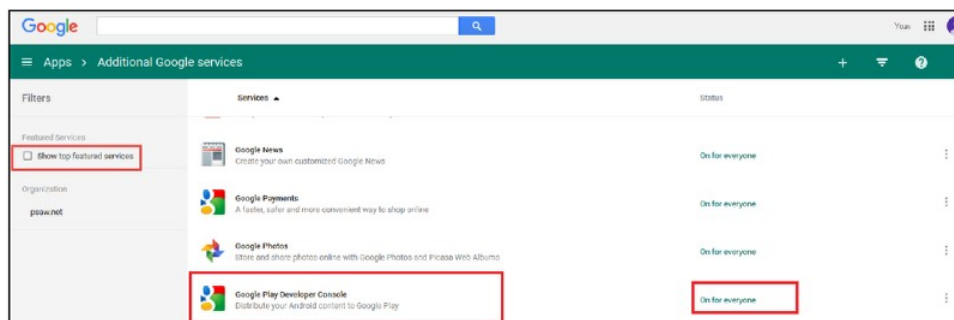 Google
Yoav
Apps > Additional Google services
Filters
Services
Status
Featured Services
Show top featured services
Organization
psaw.net
Google News
Create your own customized Google News
On for everyone
Google Payments
A faster, safer and more convenient way to shop online
On for everyone
Google Photos
Store and share photos online with Google Photos and Picasa Web Albums
On for everyone
Google Play Developer Console
Distribute your Android content to Google Play
On for everyone